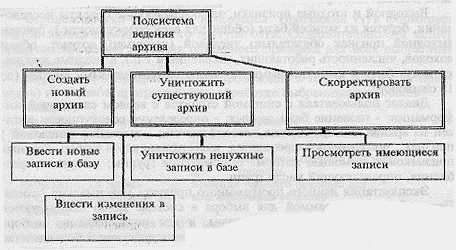 Подсистема
ведения
архива
Создать
новый
архив
Уничтожить
существующий
архив
Скорректировать
архив
Ввести новые
записи в базу
Уничтожить ненужные
записи в базе
Просмотреть имеющиеся
записи
Внести изменения в
запись